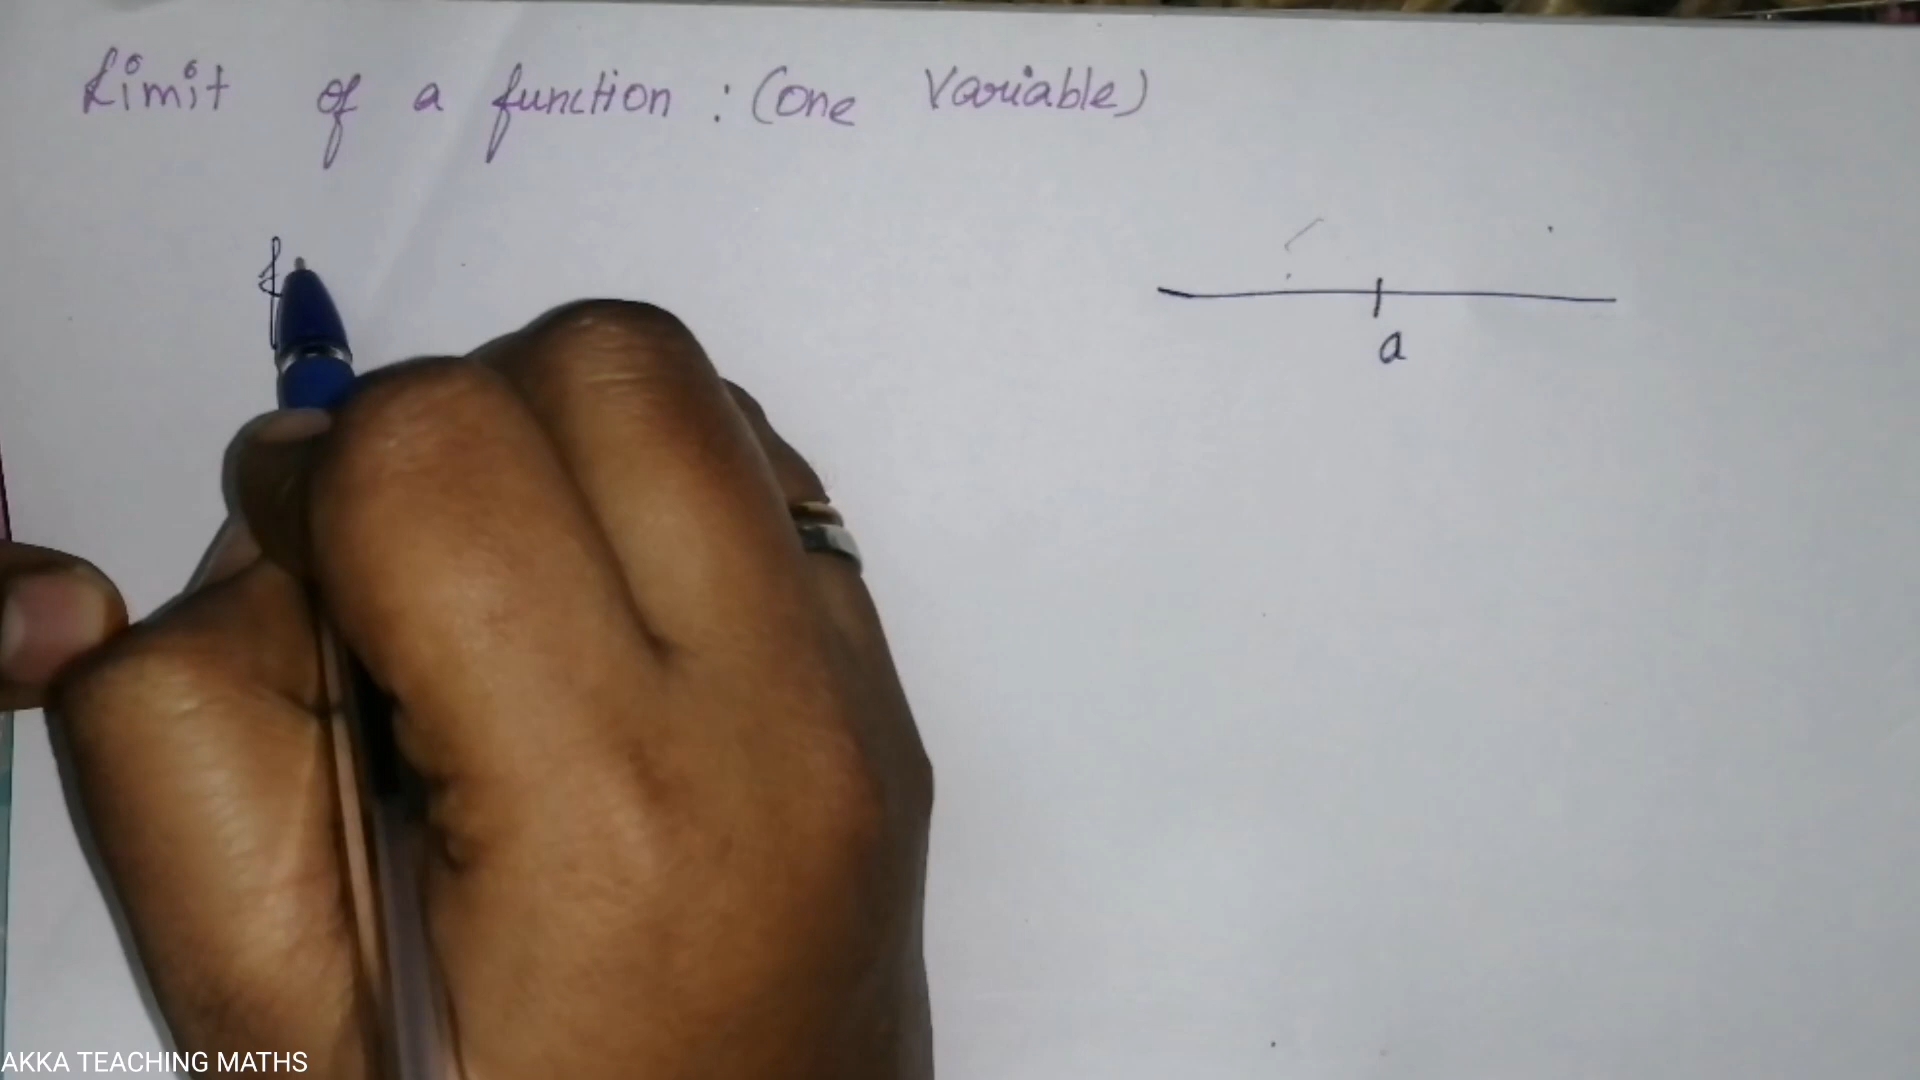 Limit of a function : (one Variable)
f
a
AKKA TEACHING MATHS